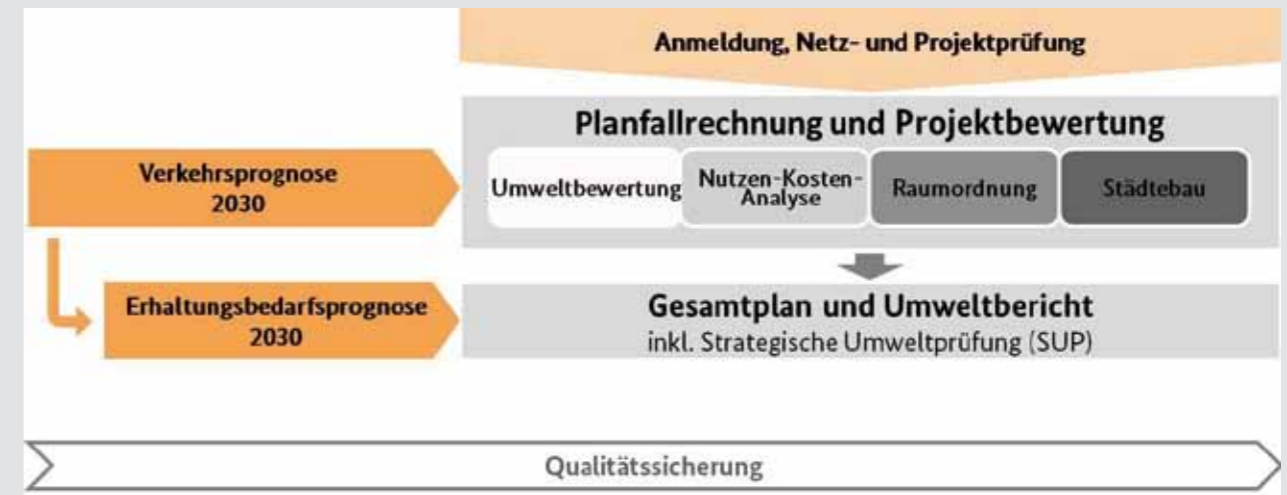 Anmeldung, Netz- und Projektprüfung
Planfallrechnung und Projektbewertung
Verkehrsprognose
2030
Umweltbewertung
Nutzen-Kosten-
Analyse
Raumordnung
Städtebau
Erhaltungsbedarfsprognose
2030
Gesamtplan und Umweltbericht
inkl. Strategische Umweltprüfung (SUP)
Qualitätssicherung